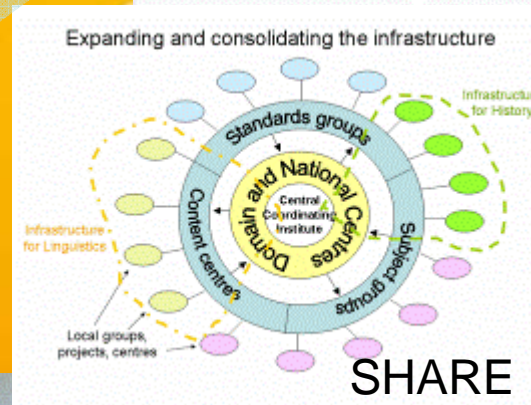 Expanding and consolidating the infrastructure
Infrastructure
for History
Standards groups
Domain and National Centres
Central
Coordinating
Institute
Content centres
Subject groups
Infrastructure
for Linguistics
Local groups,
projects, centres
SHARE